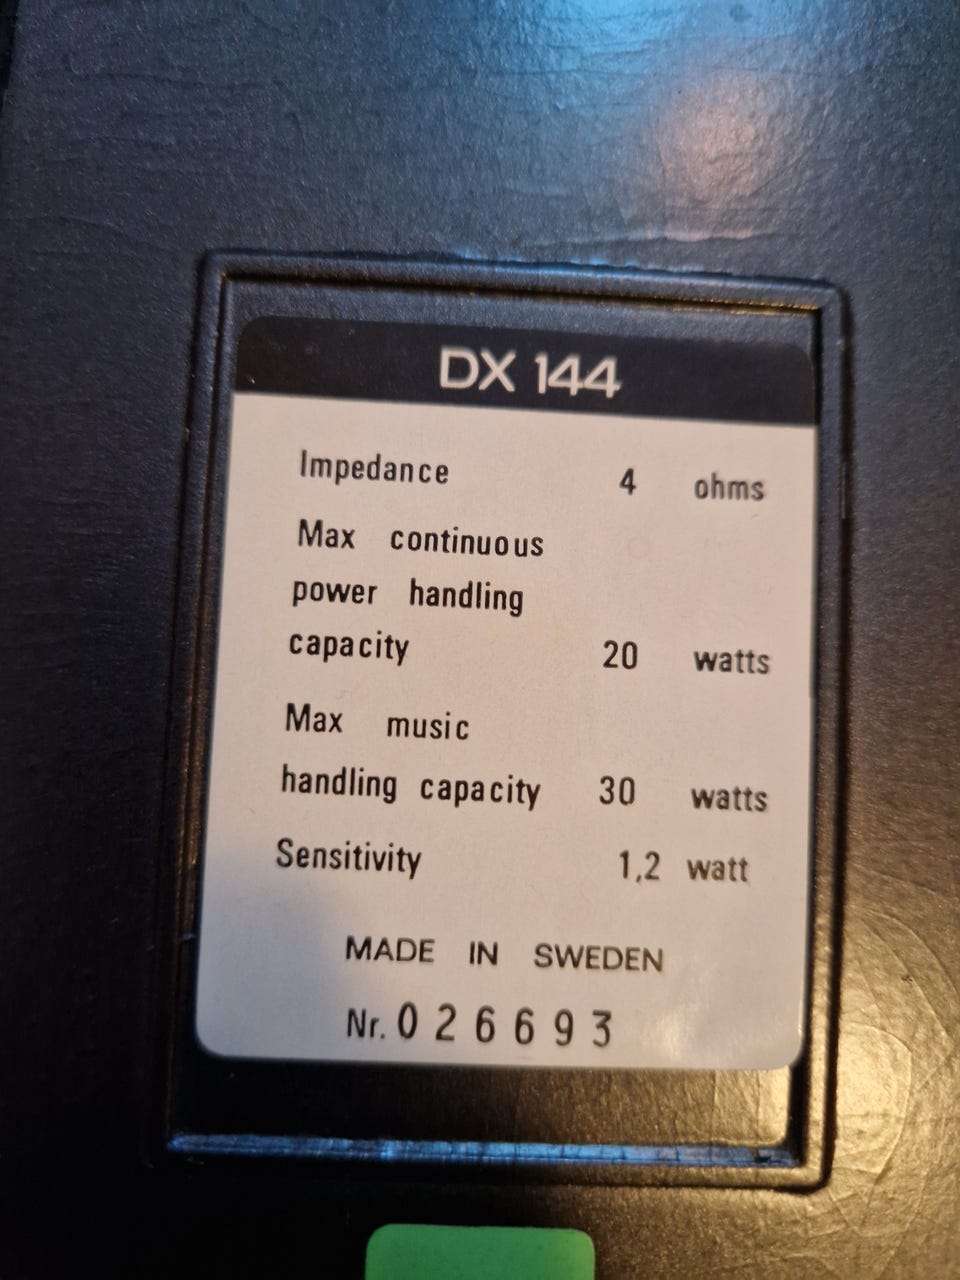 DX 144
Impedance 4 ohms
Max continuous
power handling
capacity 20 watts
Max music
handling capacity 30 watts
Sensitivity 1,2 watt
MADE IN SWEDEN
Nr. 026693